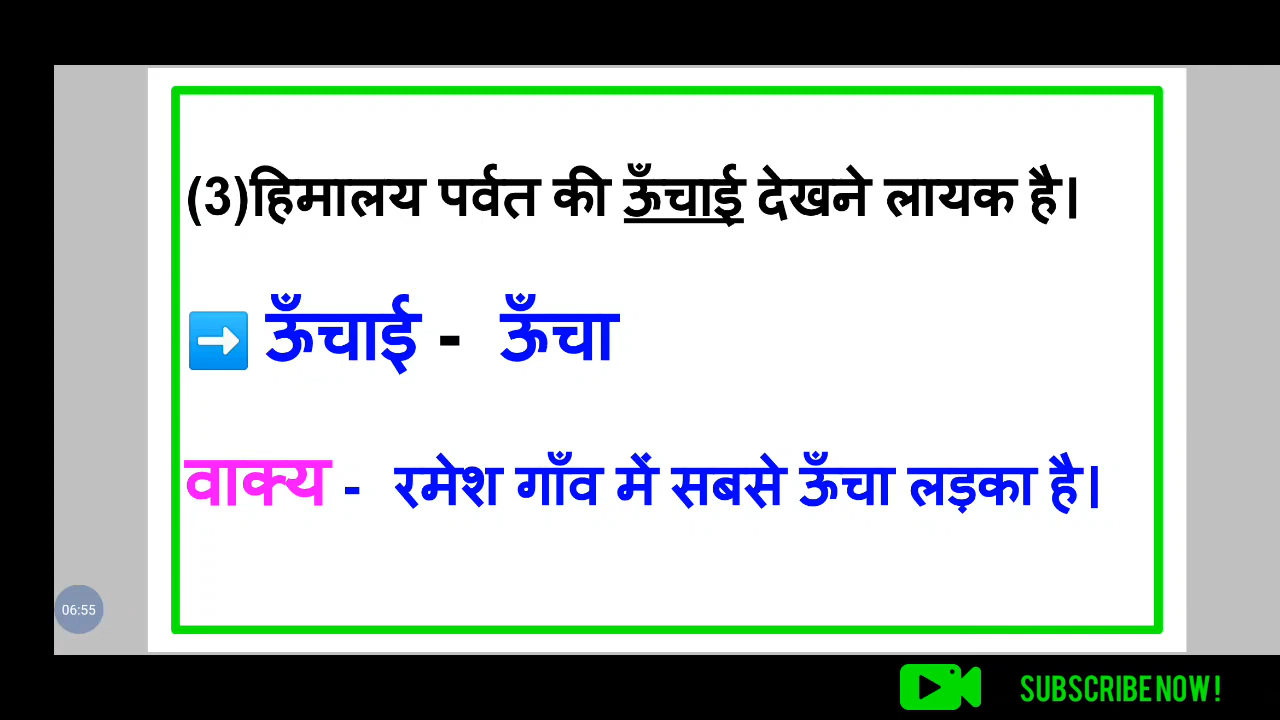 (3)हिमालय पर्वत की ऊँचाई देखने लायक है।
➡️ ऊँचाई - ऊँचा
वाक्य - रमेश गाँव में सबसे ऊँचा लड़का है।
06:55
SUBSCRIBE NOW !